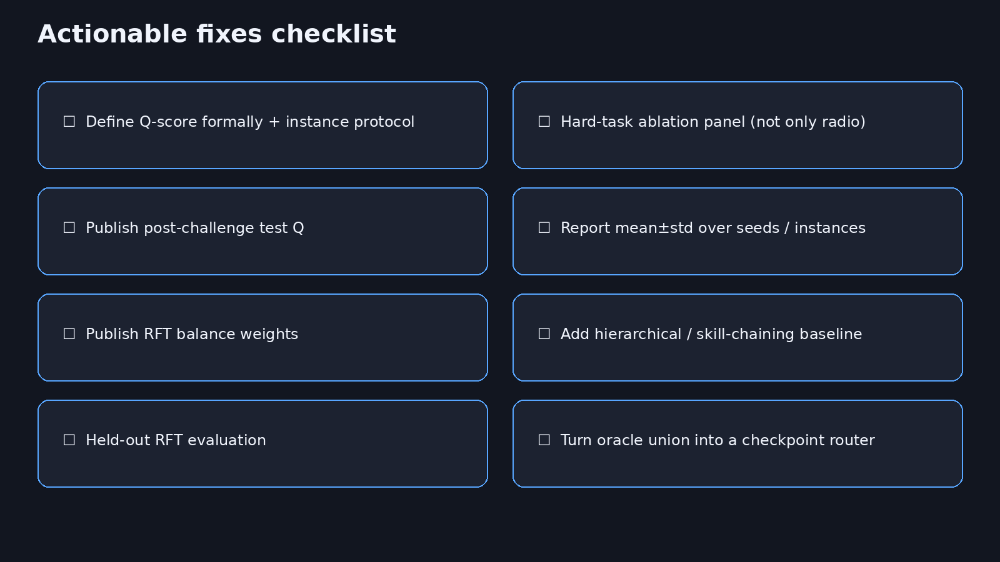 Actionable fixes checklist
☐ Define Q-score formally + instance protocol
☐ Hard-task ablation panel (not only radio)
☐ Publish post-challenge test Q
☐ Report mean±std over seeds / instances
☐ Publish RFT balance weights
☐ Add hierarchical / skill-chaining baseline
☐ Held-out RFT evaluation
☐ Turn oracle union into a checkpoint router